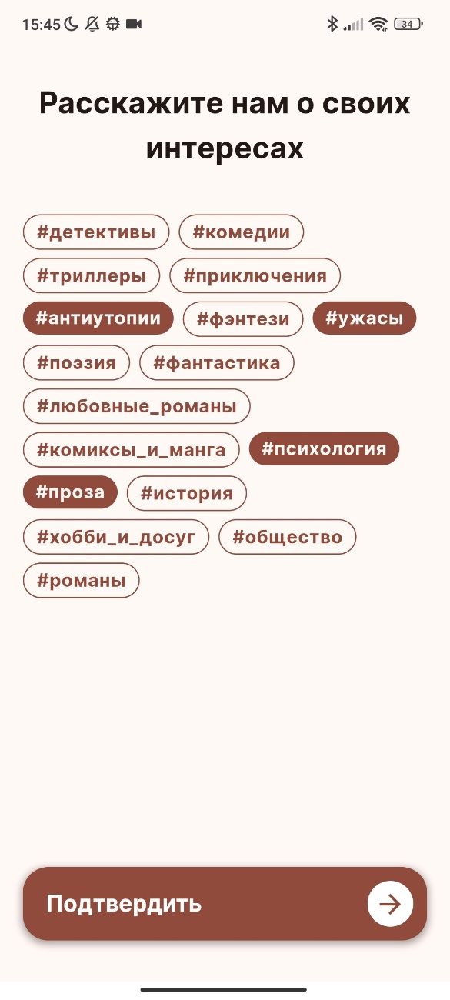 15:45 34
Расскажите нам о своих
интересах
#детективы #комедии
#триллеры #приключения
#антиутопии #фэнтези #ужасы
#поэзия #фантастика
#любовные_романы
#комиксы_и_манга #психология
#проза #история
#хобби_и_досуг #общество
#романы
Подтвердить